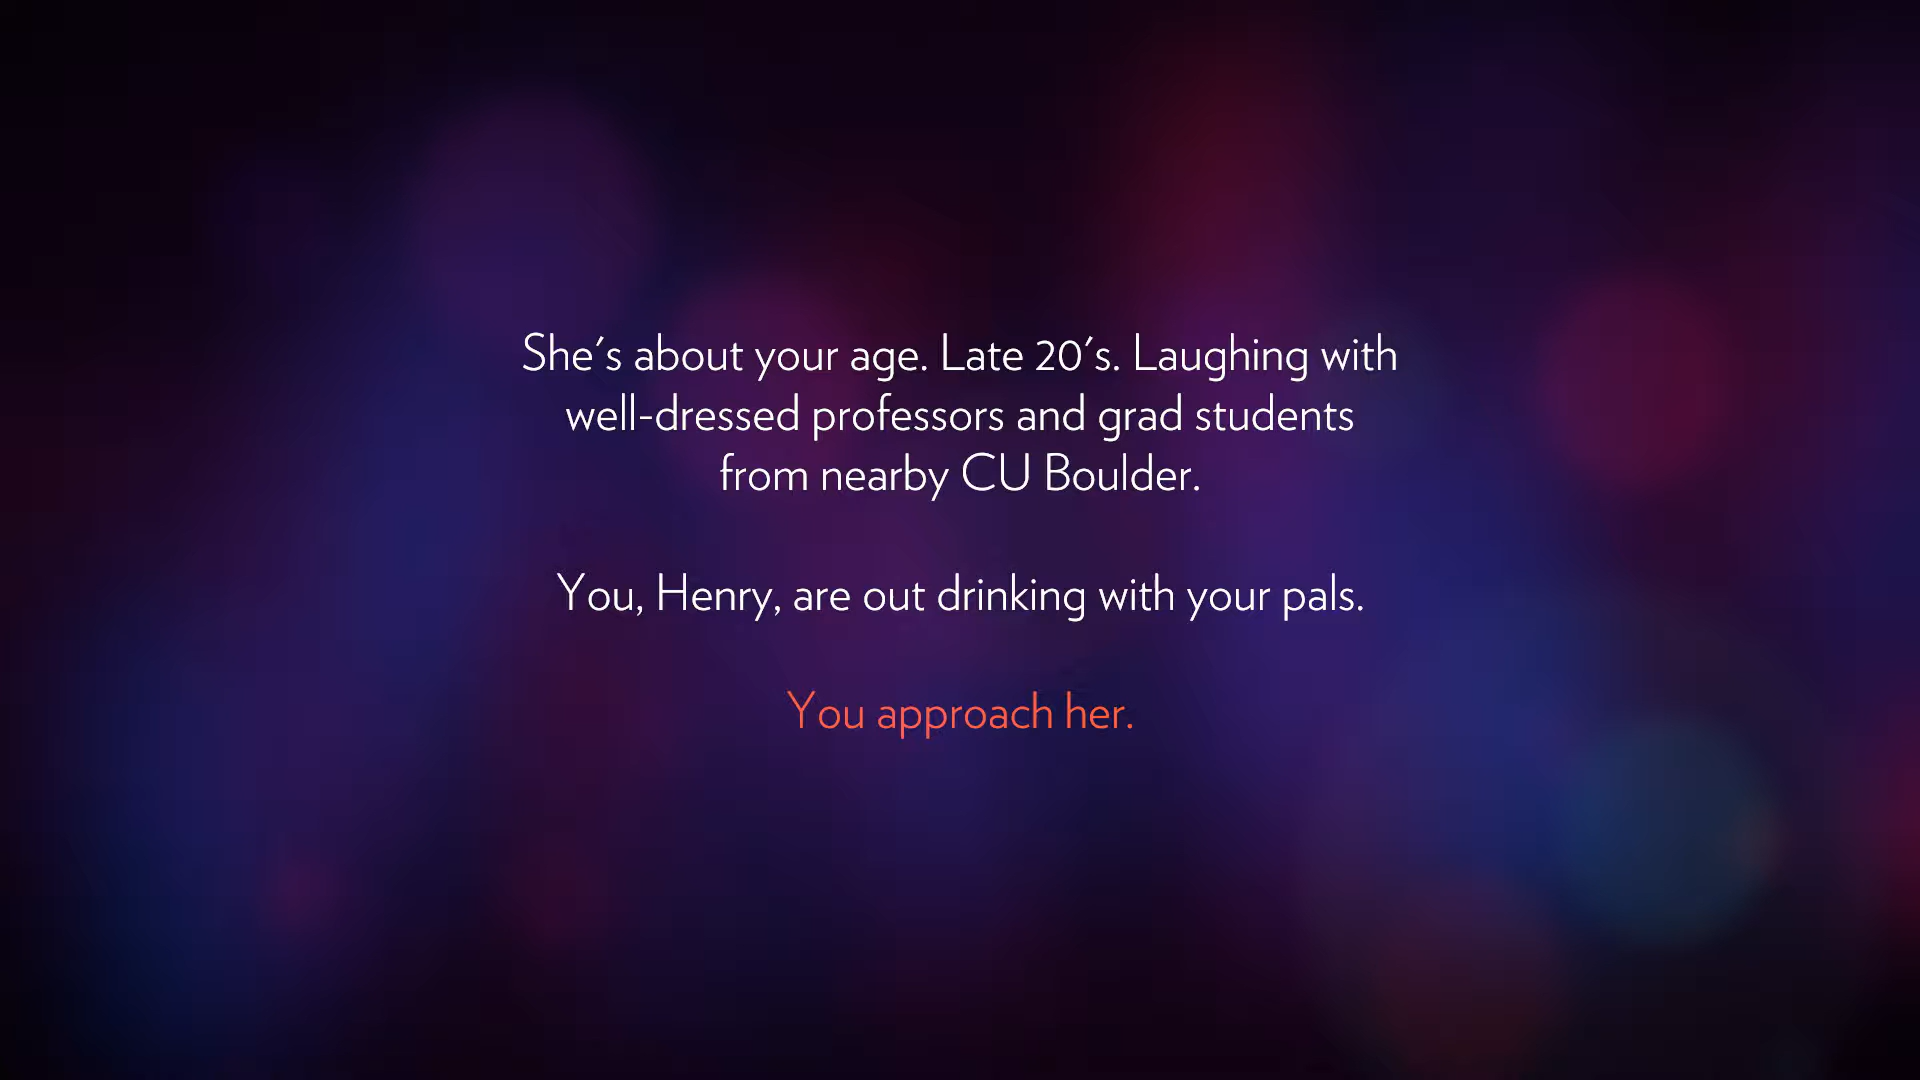 She's about your age. Late 20's. Laughing with
well-dressed professors and grad students
from nearby CU Boulder.
You, Henry, are out drinking with your pals.
You approach her.